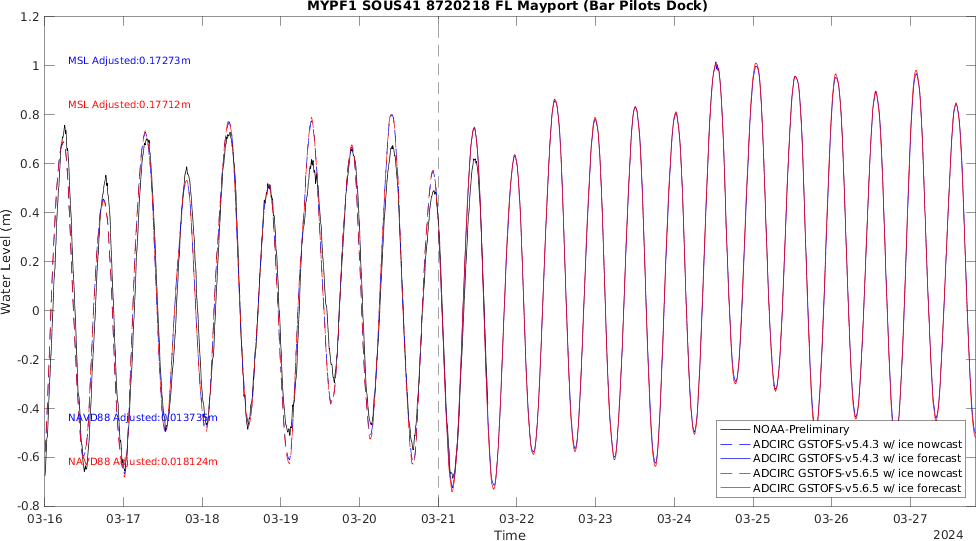 MYPF1 SOUS41 8720218 FL Mayport (Bar Pilots Dock)
1.2
1
0.8
0.6
0.4
0.2
0
-0.2
-0.4
-0.6
-0.8
Water Level (m)
MSL Adjusted:0.17273m
MSL Adjusted:0.17712m
NAVD88 Adjusted:0.013735m
NAVD88 Adjusted:0.018124m
NOAA-Preliminary
ADCIRC GSTOFS-v5.4.3 w/ ice nowcast
ADCIRC GSTOFS-v5.4.3 w/ ice forecast
ADCIRC GSTOFS-v5.6.5 w/ ice nowcast
ADCIRC GSTOFS-v5.6.5 w/ ice forecast
03-16 03-17 03-18 03-19 03-20 03-21 03-22 03-23 03-24 03-25 03-26 03-27
Time
2024